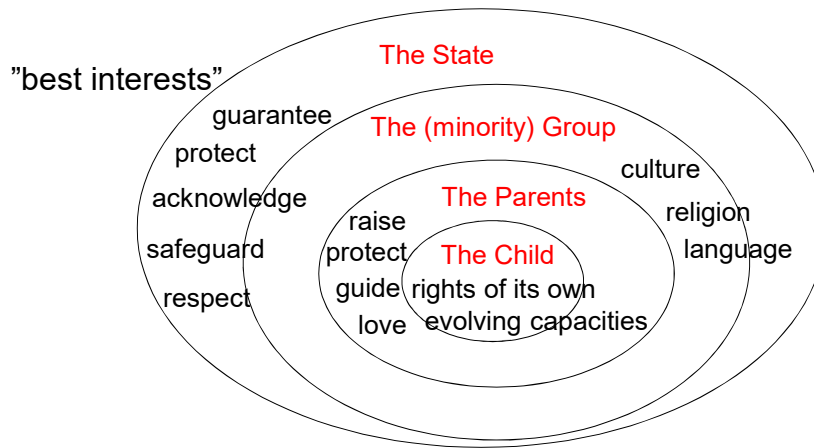 The State
”best interests”
guarantee
The (minority) Group
protect
culture
acknowledge
The Parents
religion
raise
safeguard
protect
The Child
language
respect
guide
rights of its own
love
evolving capacities